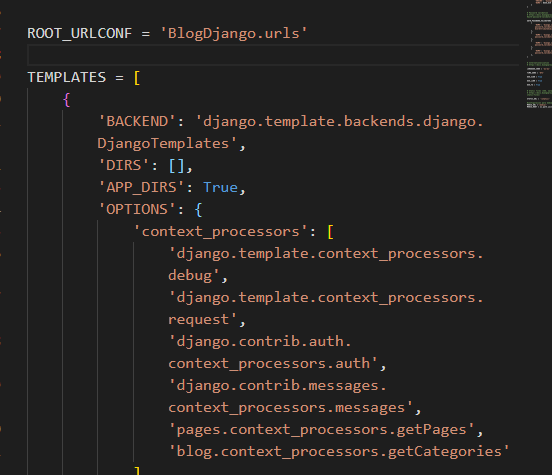 ROOT_URLCONF = 'BlogDjango.urls'
TEMPLATES = [
{
'BACKEND': 'django.template.backends.django.
DjangoTemplates',
'DIRS': [],
'APP_DIRS': True,
'OPTIONS': {
'context_processors': [
'django.template.context_processors.
debug',
'django.template.context_processors.
request',
'django.contrib.auth.
context_processors.auth',
'django.contrib.messages.
context_processors.messages',
'pages.context_processors.getPages',
'blog.context_processors.getCategories'
]